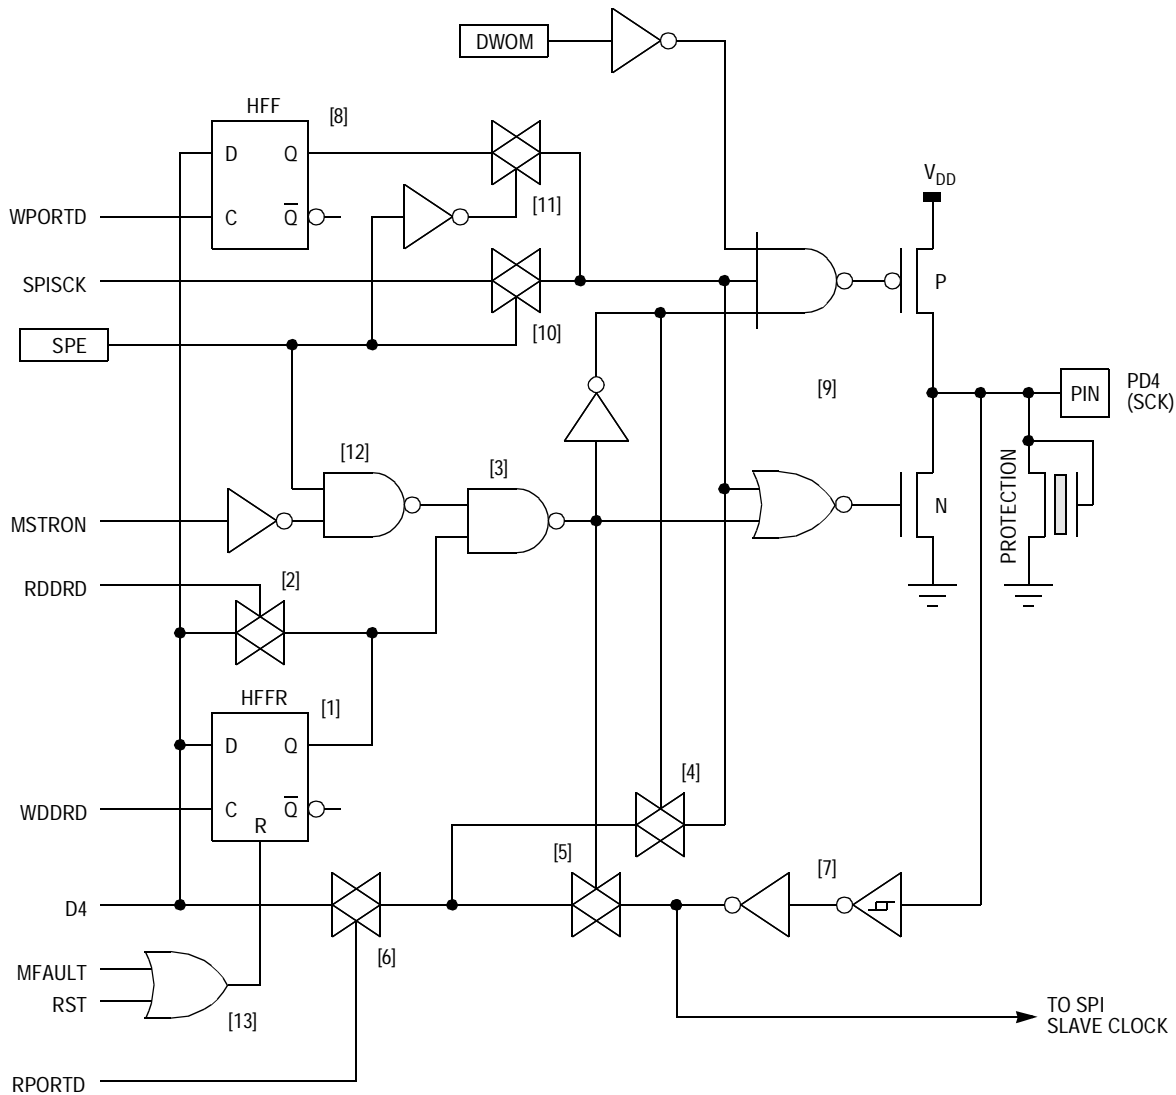 DWOM
HFF
[8]
D
Q
WPORTD
C
Q
[11]
VDD
SPISCK
P
[10]
SPE
[9]
PIN
PD4
(SCK)
[12]
[3]
MSTRON
N
PROTECTION
RDDRD
[2]
HFFR
[1]
D
Q
[4]
WDDRD
C
Q
R
[5]
[7]
D4
[6]
MFAULT
RST
[13]
TO SPI
SLAVE CLOCK
RPORTD